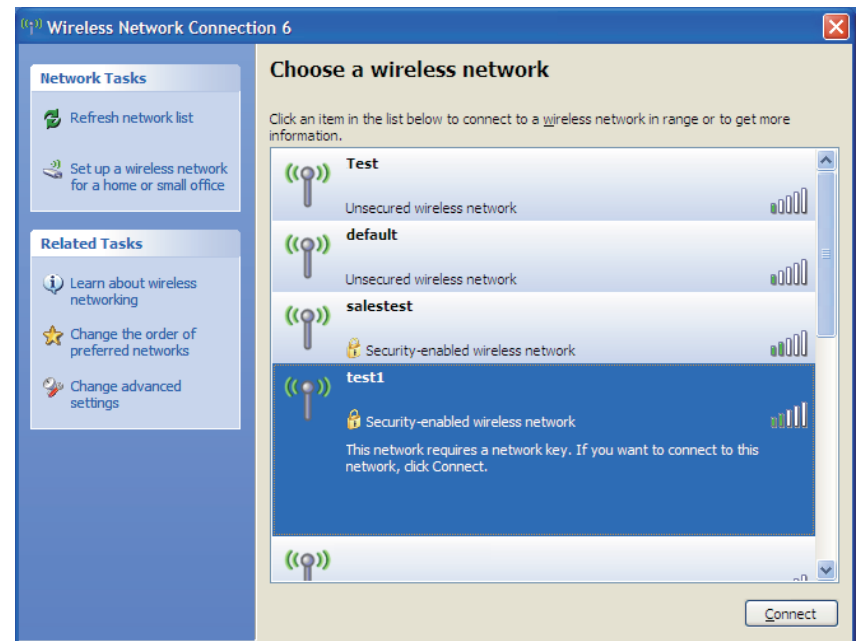 Wireless Network Connection 6
Network Tasks
Refresh network list
Set up a wireless network
for a home or small office
Related Tasks
Learn about wireless
networking
Change the order of
preferred networks
Change advanced
settings
Choose a wireless network
Click an item in the list below to connect to a wireless network in range or to get more
information.
Test
Unsecured wireless network
default
Unsecured wireless network
salestest
Security-enabled wireless network
test1
Security-enabled wireless network
This network requires a network key. If you want to connect to this
network, click Connect.
Connect